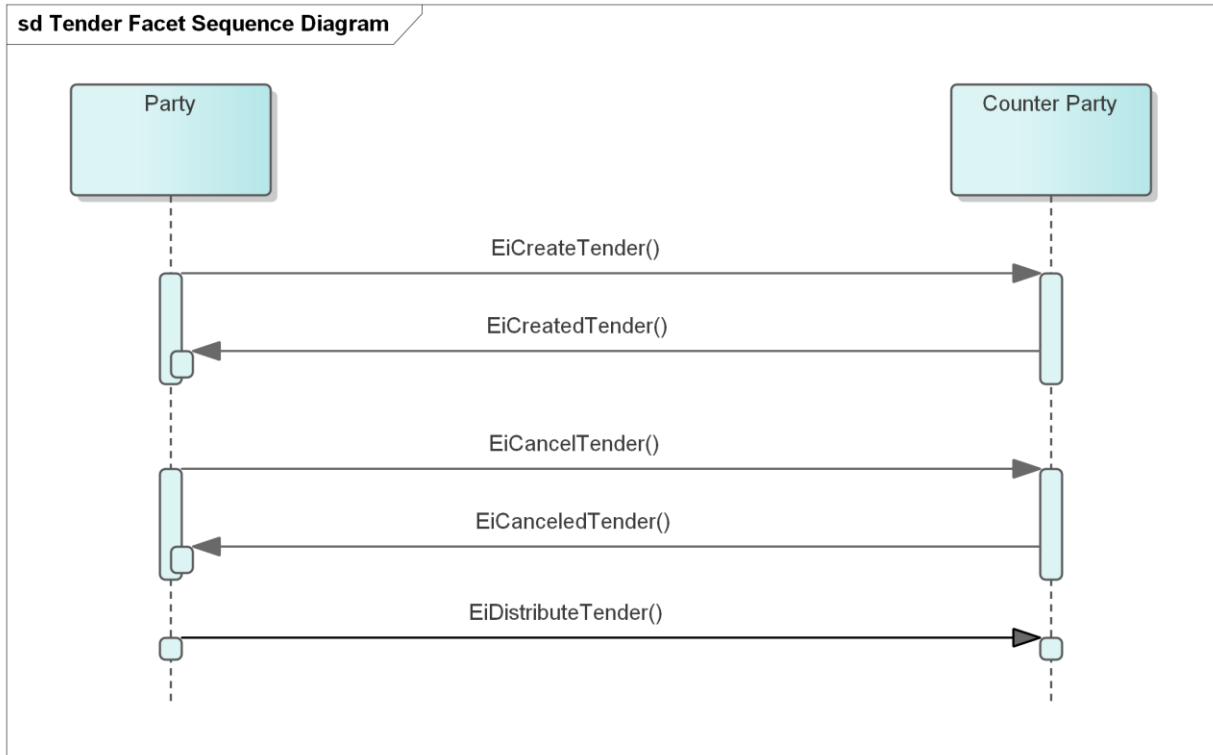 sd Tender Facet Sequence Diagram
Party
Counter Party
EiCreateTender()
EiCreatedTender()
EiCancelTender()
EiCanceledTender()
EiDistributeTender()